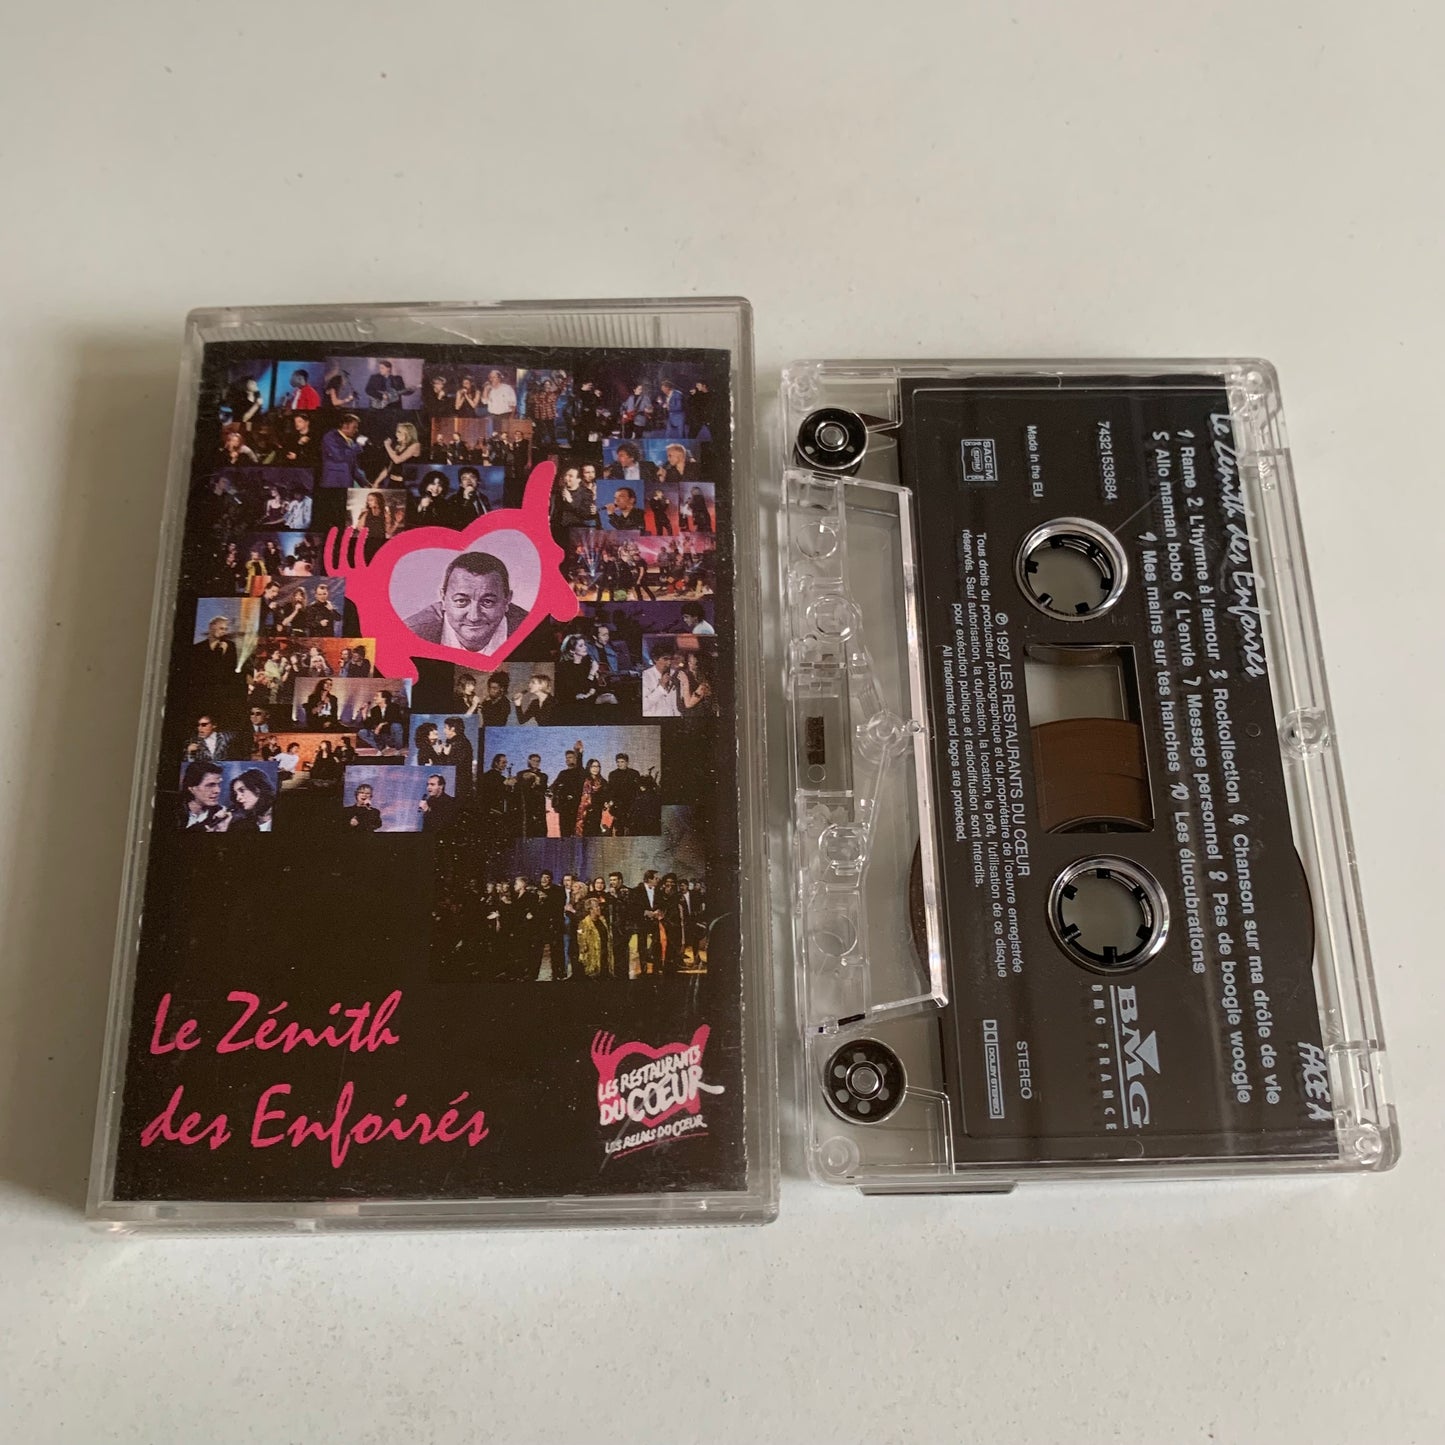 Le Zénith
des Enfoirés
LES RESTAURANTS
DU CŒUR
LES RELAIS DU CŒUR
Le Zénith des Enfoirés
1 Rame 2 L'hymne à l'amour 3 Rockollection 4 Chanson sur ma drôle de vie
5 Allo maman bobo 6 L'envie 7 Message personnel 8 Pas de boogie woogie
9 Mes mains sur tes hanches 10 Les élucubrations
FACE A
74321533684
BMG
BMG FRANCE
Made in the EU
STEREO
SACEM
SDRM
DOLBY STEREO
℗ 1997 LES RESTAURANTS DU CŒUR
Tous droits du producteur phonographique et du propriétaire de l'oeuvre enregistrée
réservés. Sauf autorisation, la duplication, la location, le prêt, l'utilisation de ce disque
pour exécution publique et radiodiffusion sont interdits.
All trademarks and logos are protected.